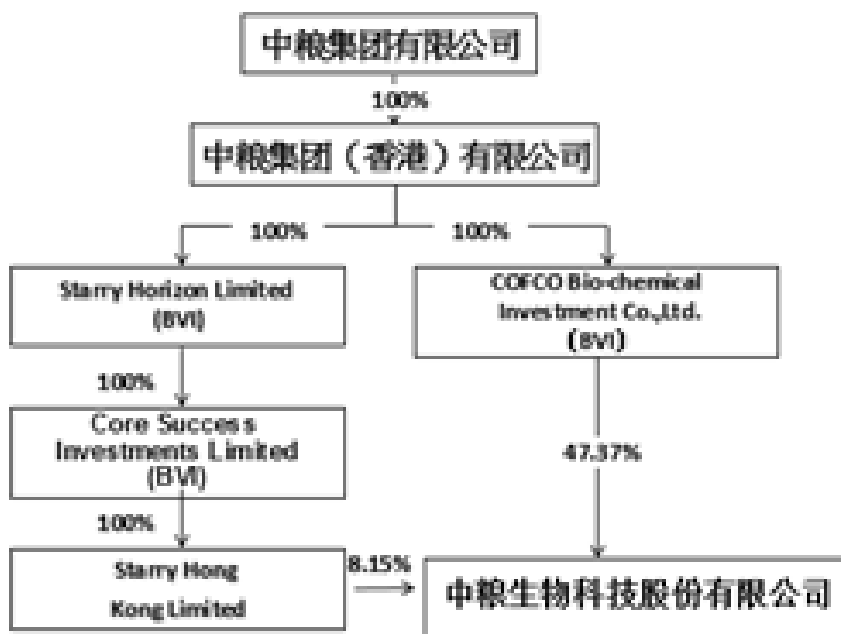 中粮集团有限公司
100%
中粮集团（香港）有限公司
100%
100%
Starry Horizon Limited
(BVI)
COFCO Bio-chemical
Investment Co.,Ltd.
（BVI）
100%
Core Success
Investments Limited
(BVI)
47.37%
100%
Starry Hong
Kong Limited
8.15%
中粮生物科技股份有限公司